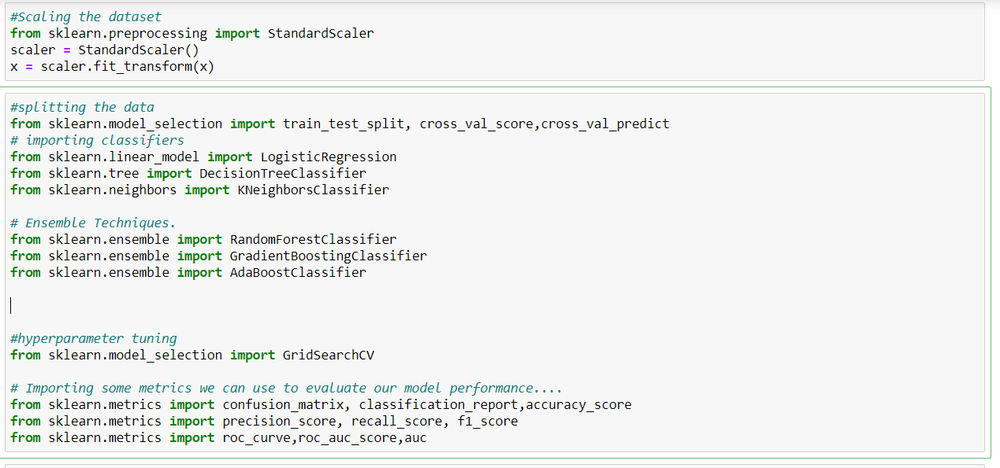 #Scaling the dataset
from sklearn.preprocessing import StandardScaler
scaler = StandardScaler()
x = scaler.fit_transform(x)
#splitting the data
from sklearn.model_selection import train_test_split, cross_val_score,cross_val_predict
# importing classifiers
from sklearn.linear_model import LogisticRegression
from sklearn.tree import DecisionTreeClassifier
from sklearn.neighbors import KNeighborsClassifier
# Ensemble Techniques.
from sklearn.ensemble import RandomForestClassifier
from sklearn.ensemble import GradientBoostingClassifier
from sklearn.ensemble import AdaBoostClassifier
#hyperparameter tuning
from sklearn.model_selection import GridSearchCV
# Importing some metrics we can use to evaluate our model performance....
from sklearn.metrics import confusion_matrix, classification_report,accuracy_score
from sklearn.metrics import precision_score, recall_score, f1_score
from sklearn.metrics import roc_curve,roc_auc_score,auc